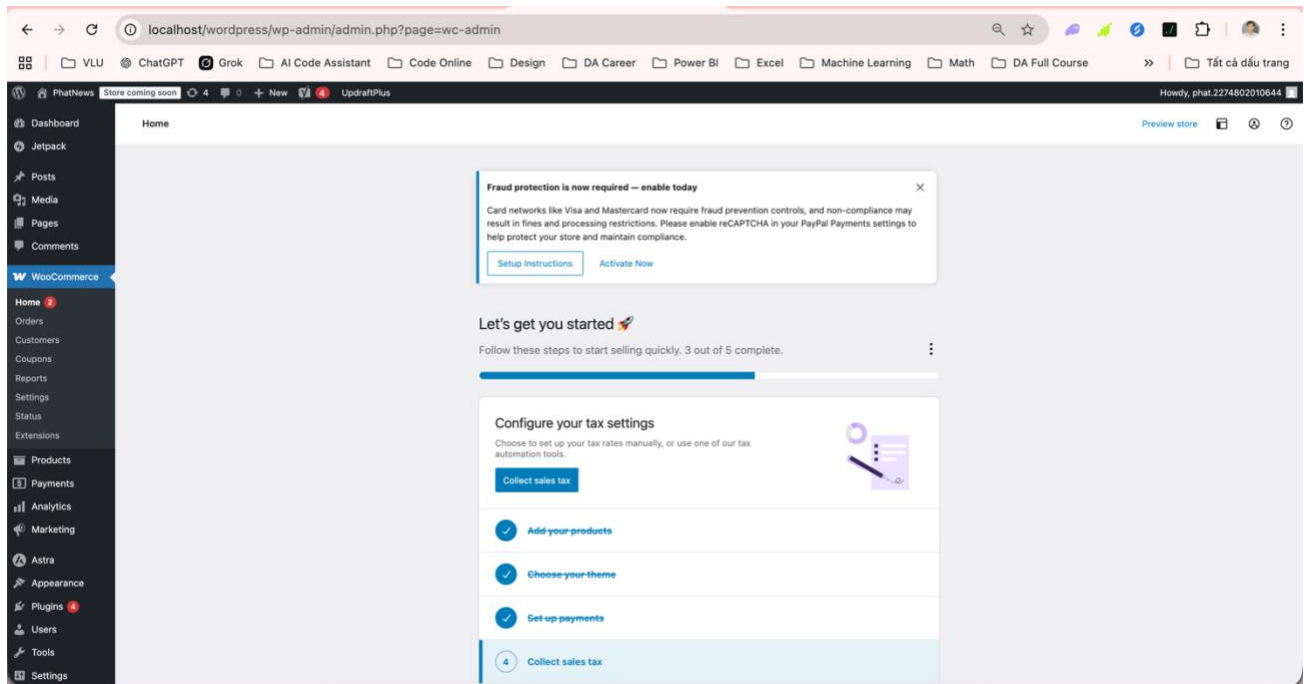 localhost/wordpress/wp-admin/admin.php?page=wc-admin
VLU ChatGPT Grok AI Code Assistant Code Online Design DA Career Power BI Excel Machine Learning Math DA Full Course » Tất cả dấu trang
PhatNews Store coming soon 4 0 + New 4 UpdraftPlus Howdy, phat.2274802010644
Dashboard
Jetpack
Posts
Media
Pages
Comments
WooCommerce
Home 2
Orders
Customers
Coupons
Reports
Settings
Status
Extensions
Products
Payments
Analytics
Marketing
Astra
Appearance
Plugins 4
Users
Tools
Settings
Home
Preview store
Fraud protection is now required — enable today
Card networks like Visa and Mastercard now require fraud prevention controls, and non-compliance may
result in fines and processing restrictions. Please enable reCAPTCHA in your PayPal Payments settings to
help protect your store and maintain compliance.
Setup Instructions Activate Now
Let's get you started 🚀
Follow these steps to start selling quickly. 3 out of 5 complete.
Configure your tax settings
Choose to set up your tax rates manually, or use one of our tax
automation tools.
Collect sales tax
Add your products
Choose your theme
Set up payments
4 Collect sales tax